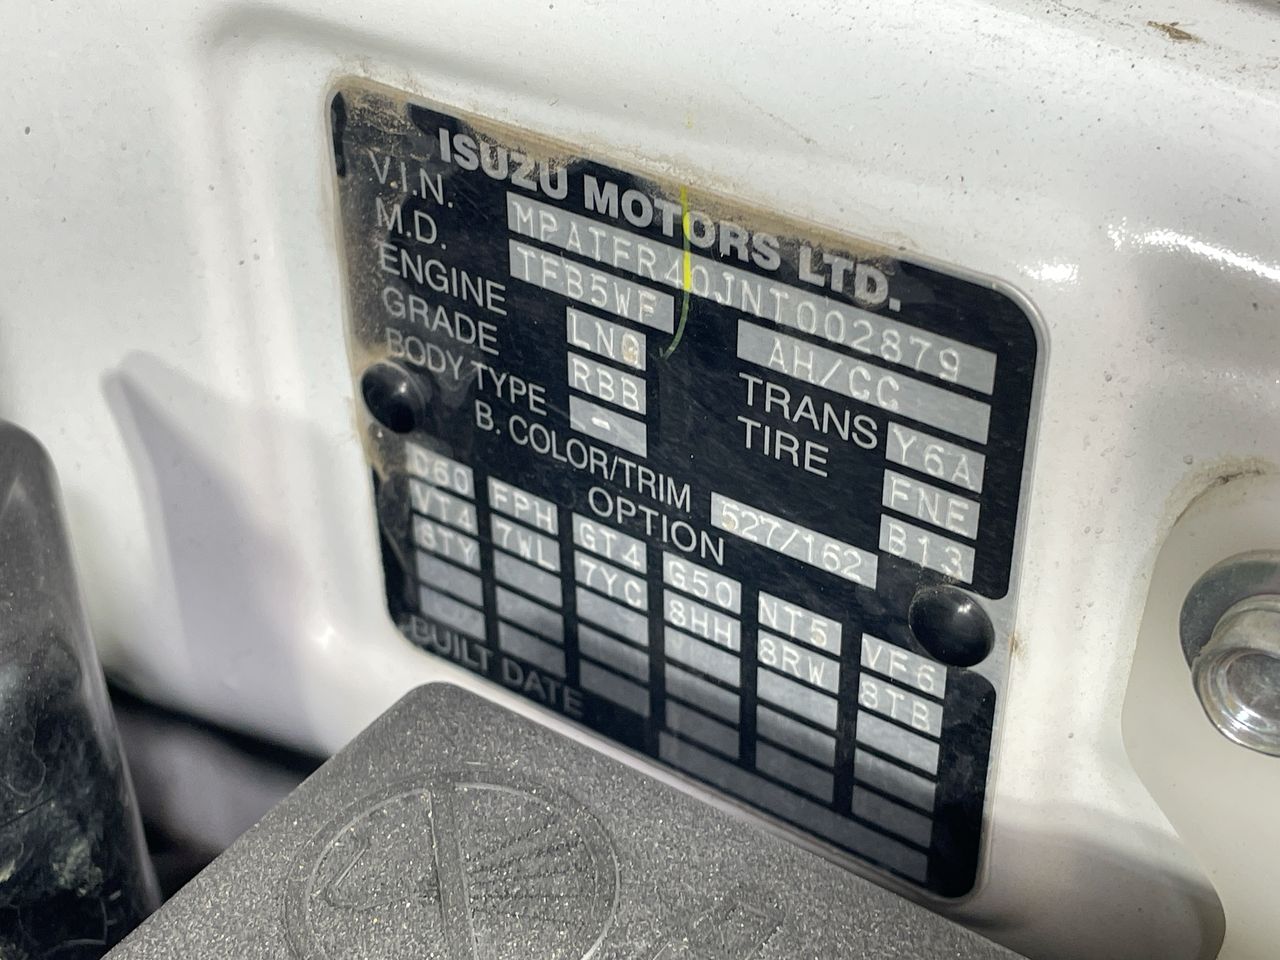 ISUZU MOTORS LTD.
V.I.N. MPATFR40JNT002879
M.D. TFB5WF AH/CC
ENGINE LNQ TRANS Y6A
GRADE RBB TIRE FNE
BODY TYPE - B13
B. COLOR/TRIM 527/162
OPTION
D60 FPH GT4 G50 NT5 VF6
VT4 7WL 7YC 8HH 8RW 8TB
8TY
BUILT DATE